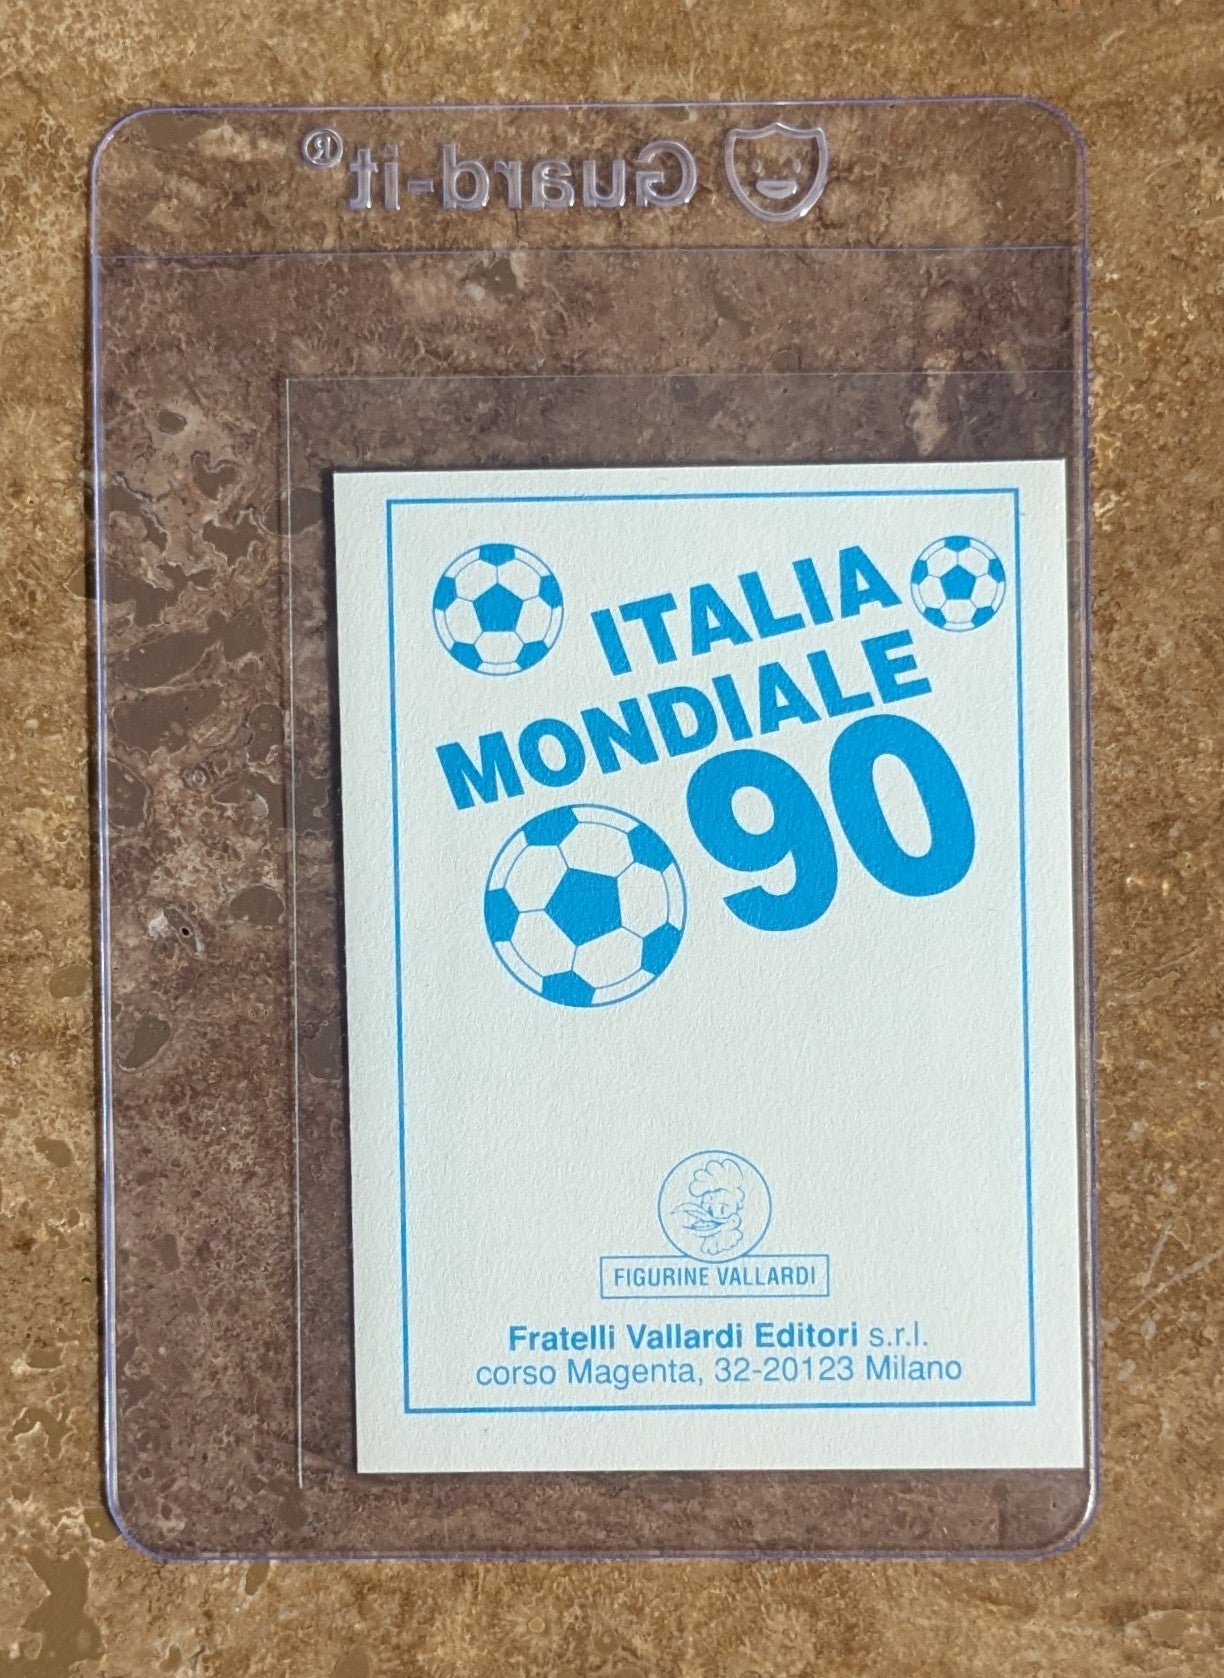 Guard-it®
ITALIA
MONDIALE
90
FIGURINE VALLARDI
Fratelli Vallardi Editori s.r.l.
corso Magenta, 32-20123 Milano